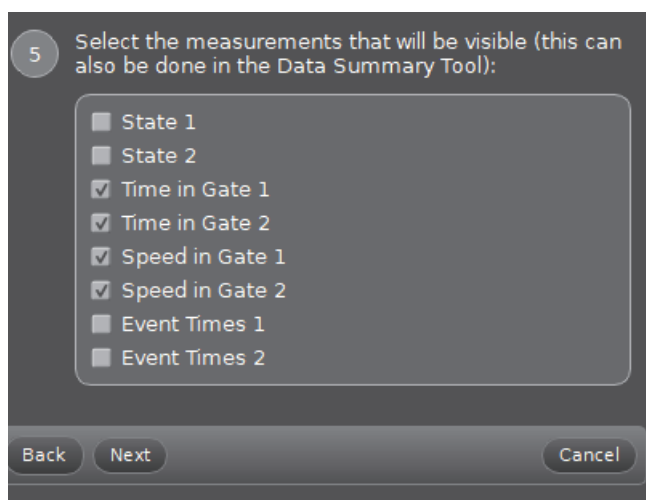 5
Select the measurements that will be visible (this can
also be done in the Data Summary Tool):
State 1
State 2
Time in Gate 1
Time in Gate 2
Speed in Gate 1
Speed in Gate 2
Event Times 1
Event Times 2
Back
Next
Cancel